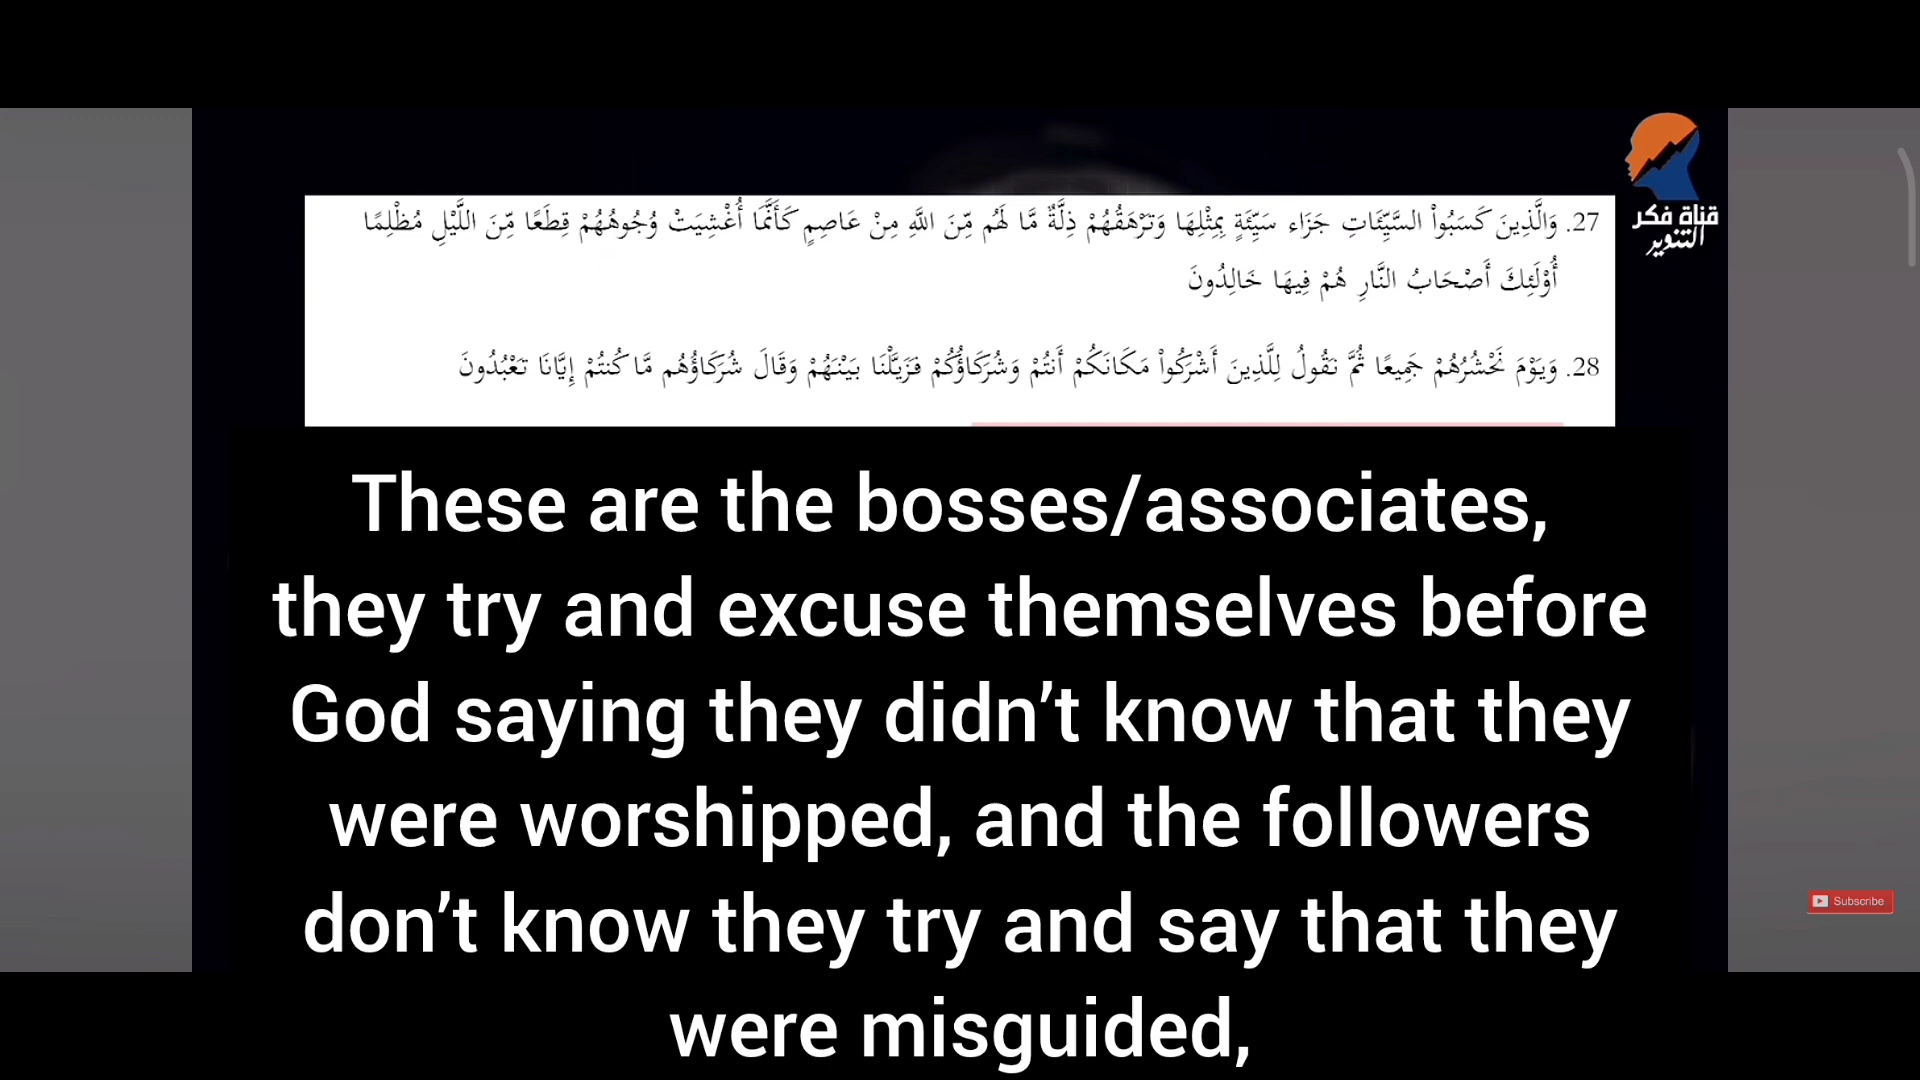 قناة فكر
التنوير
27. وَالَّذِينَ كَسَبُواْ السَّيِّئَاتِ جَزَاء سَيِّئَةٍ بِمِثْلِهَا وَتَرْهَقُهُمْ ذِلَّةٌ مَّا لَهُم مِّنَ اللَّهِ مِنْ عَاصِمٍ كَأَنَّمَا أُغْشِيَتْ وُجُوهُهُمْ قِطَعًا مِّنَ اللَّيْلِ مُظْلِمًا
أُوْلَئِكَ أَصْحَابُ النَّارِ هُمْ فِيهَا خَالِدُونَ
28. وَيَوْمَ نَحْشُرُهُمْ جَمِيعًا ثُمَّ نَقُولُ لِلَّذِينَ أَشْرَكُواْ مَكَانَكُمْ أَنتُمْ وَشُرَكَاؤُكُمْ فَزَيَّلْنَا بَيْنَهُمْ وَقَالَ شُرَكَاؤُهُم مَّا كُنتُمْ إِيَّانَا تَعْبُدُونَ
These are the bosses/associates,
they try and excuse themselves before
God saying they didn’t know that they
were worshipped, and the followers
don’t know they try and say that they
were misguided,
Subscribe